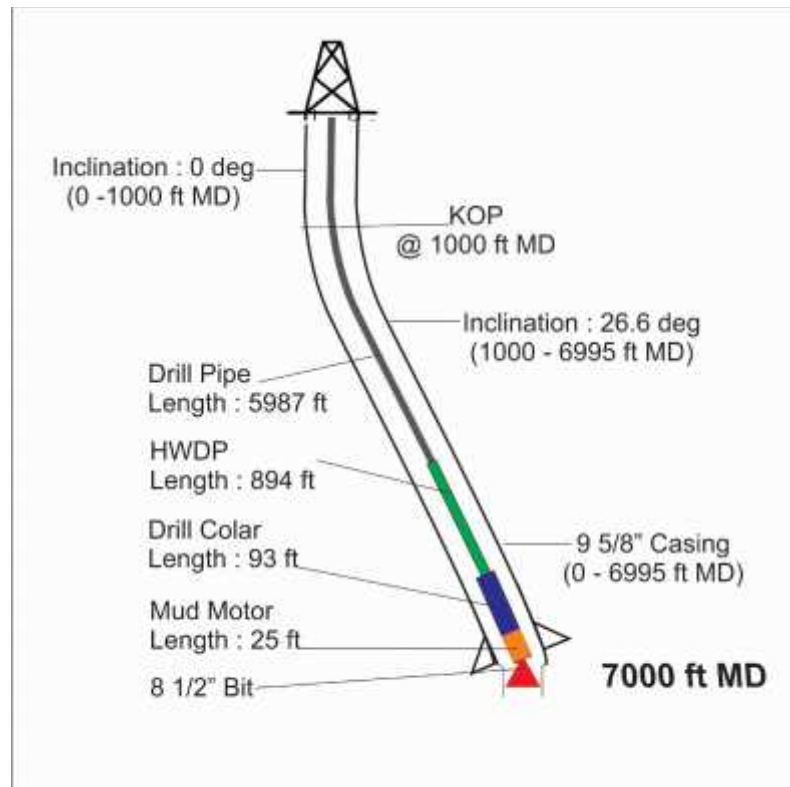 Inclination : 0 deg
(0 -1000 ft MD)
KOP
@ 1000 ft MD
Inclination : 26.6 deg
(1000 - 6995 ft MD)
Drill Pipe
Length : 5987 ft
HWDP
Length : 894 ft
Drill Colar
Length : 93 ft
9 5/8” Casing
(0 - 6995 ft MD)
Mud Motor
Length : 25 ft
8 1/2” Bit
7000 ft MD